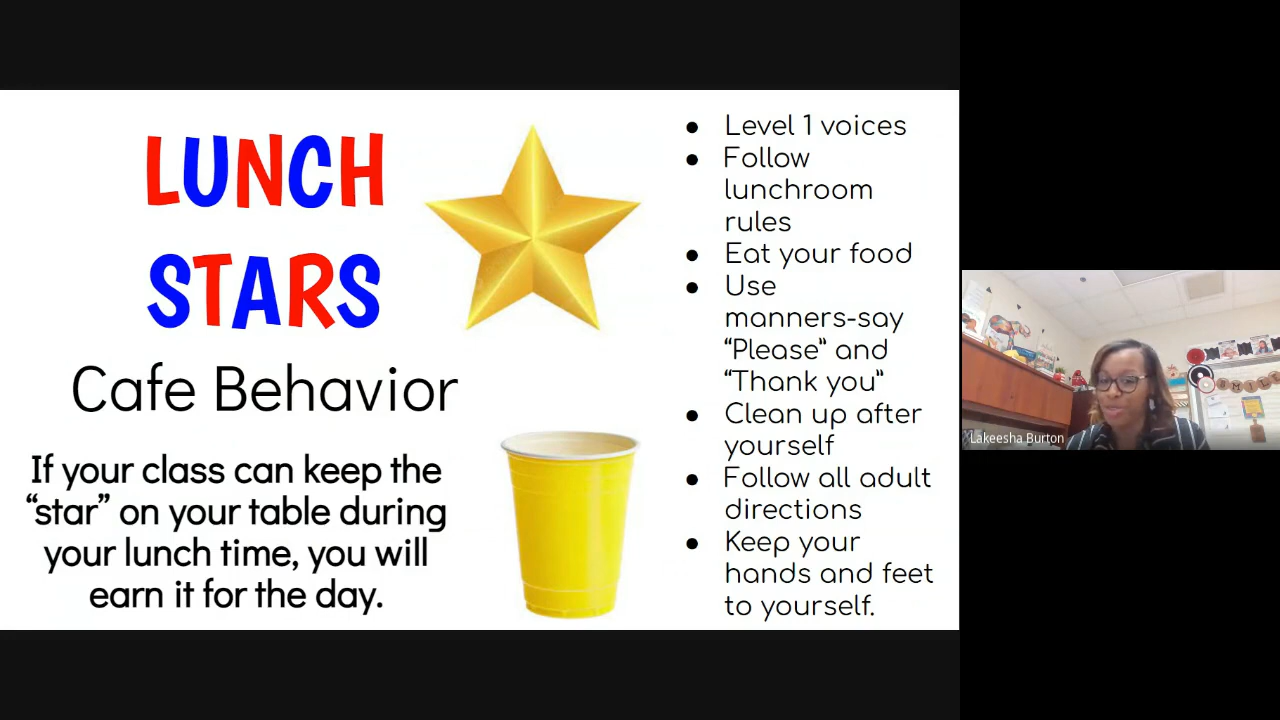 LUNCH
STARS
Cafe Behavior
If your class can keep the
“star” on your table during
your lunch time, you will
earn it for the day.
● Level 1 voices
● Follow
lunchroom
rules
● Eat your food
● Use
manners-say
“Please” and
“Thank you”
● Clean up after
yourself
● Follow all adult
directions
● Keep your
hands and feet
to yourself.
SMILE
Lakeesha Burton